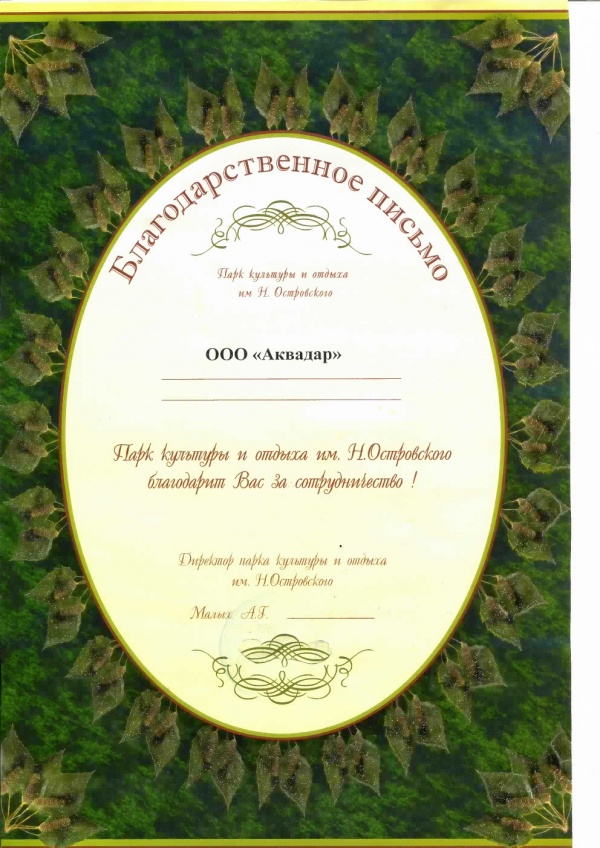 Благодарственное письмо
Парк культуры и отдыха
им Н. Островского
ООО «Аквадар»
Парк культуры и отдыха им. Н.Островского
благодарит Вас за сотрудничество !
Директор парка культуры и отдыха
им. Н.Островского
Малых А.Г.